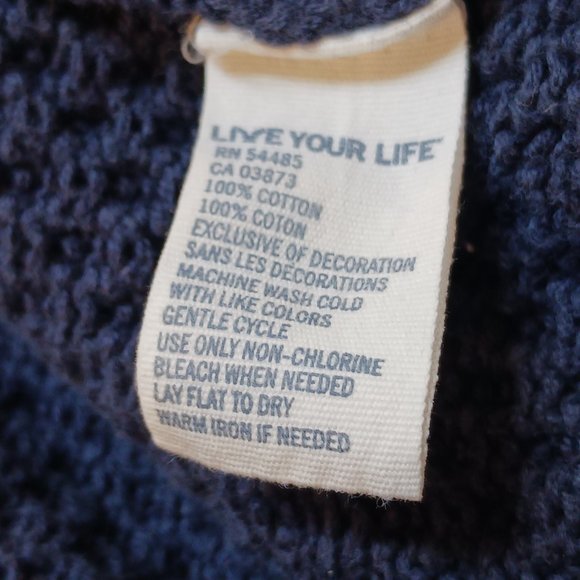 LIVE YOUR LIFE
RN 54485
CA 03873
100% COTTON
100% COTON
EXCLUSIVE OF DECORATION
SANS LES DECORATIONS
MACHINE WASH COLD
WITH LIKE COLORS
GENTLE CYCLE
USE ONLY NON-CHLORINE
BLEACH WHEN NEEDED
LAY FLAT TO DRY
WARM IRON IF NEEDED